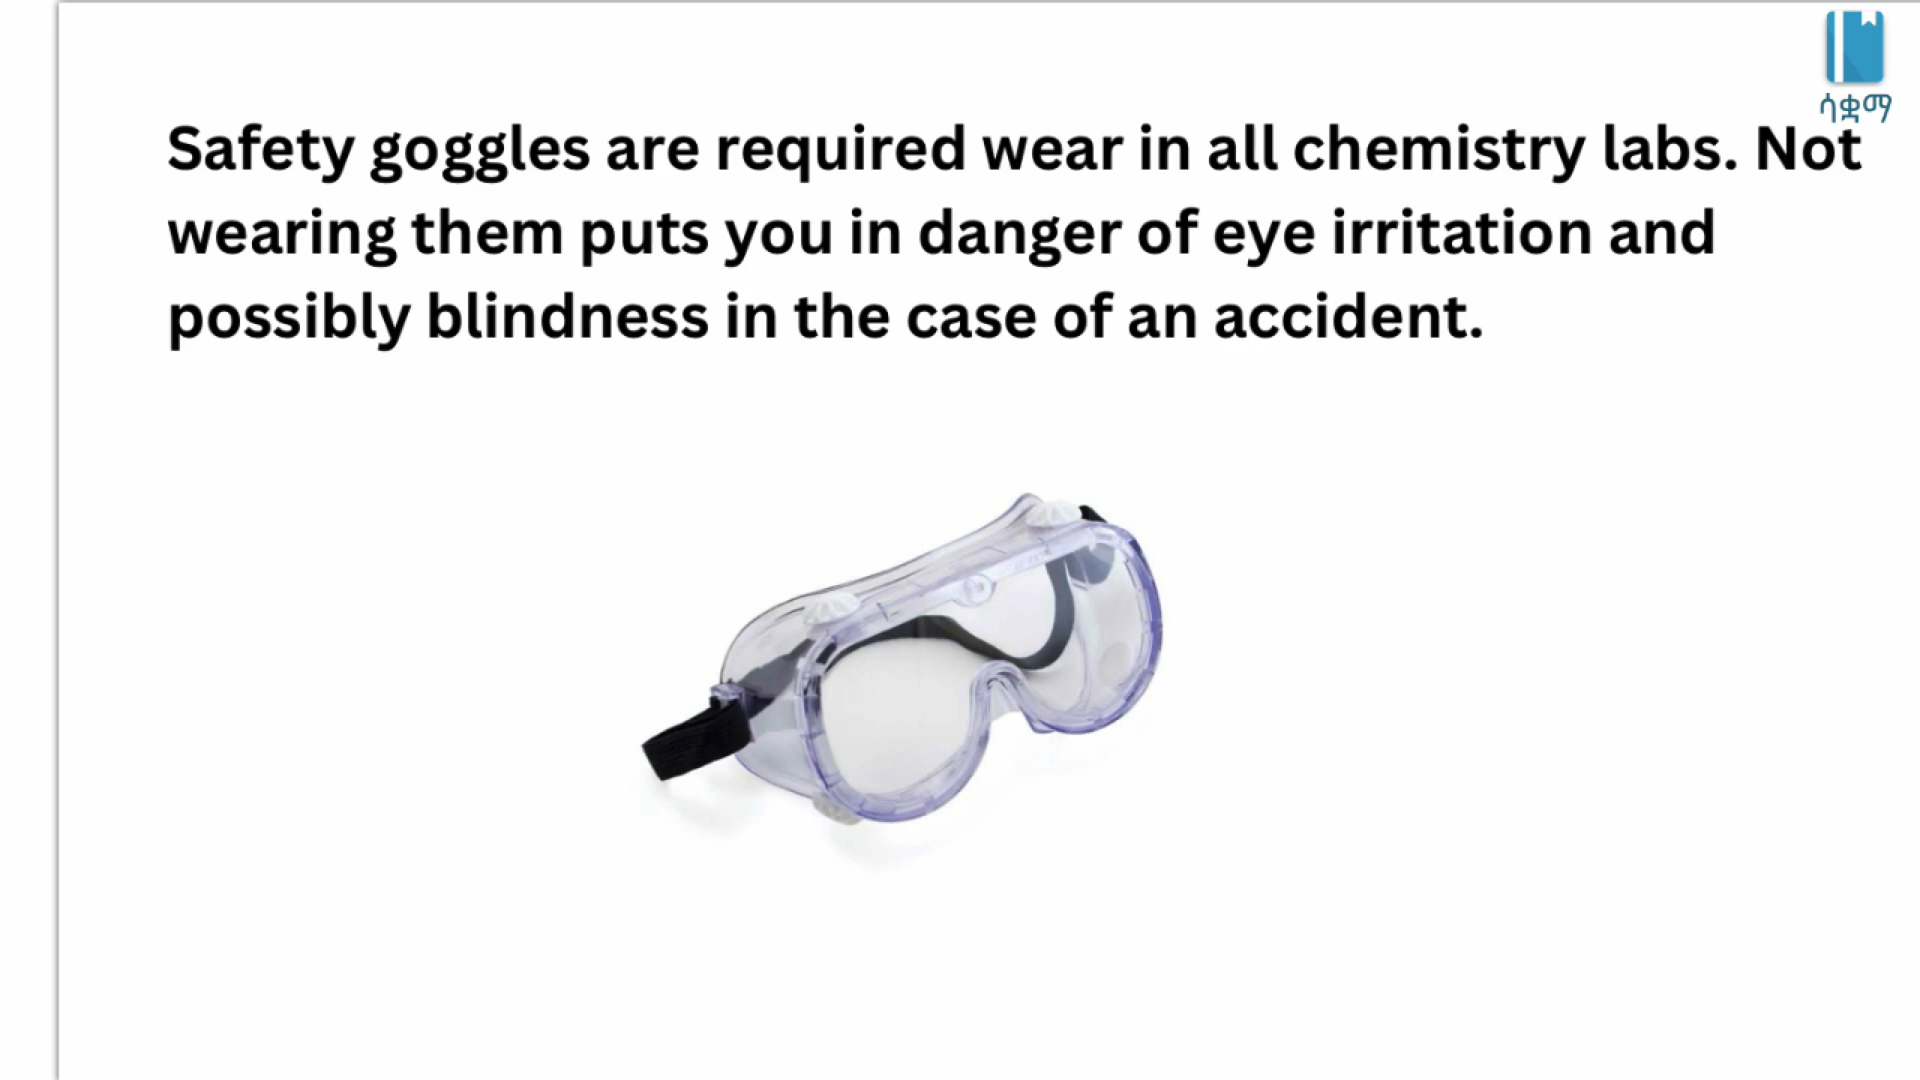 ሳቋማ
Safety goggles are required wear in all chemistry labs. Not
wearing them puts you in danger of eye irritation and
possibly blindness in the case of an accident.